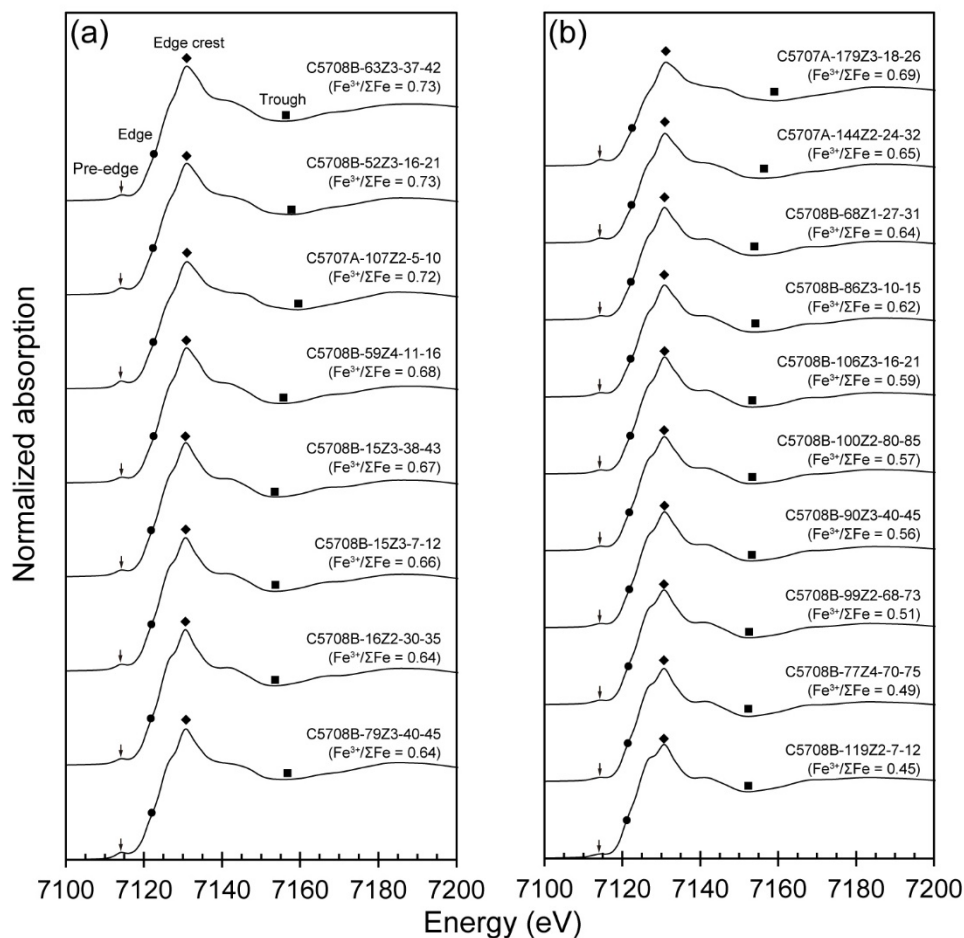 (a)
Edge crest
C5708B-63Z3-37-42
(Fe³⁺/ΣFe = 0.73)
Trough
Edge
Pre-edge
C5708B-52Z3-16-21
(Fe³⁺/ΣFe = 0.73)
C5707A-107Z2-5-10
(Fe³⁺/ΣFe = 0.72)
C5708B-59Z4-11-16
(Fe³⁺/ΣFe = 0.68)
C5708B-15Z3-38-43
(Fe³⁺/ΣFe = 0.67)
C5708B-15Z3-7-12
(Fe³⁺/ΣFe = 0.66)
C5708B-16Z2-30-35
(Fe³⁺/ΣFe = 0.64)
C5708B-79Z3-40-45
(Fe³⁺/ΣFe = 0.64)
7100 7120 7140 7160 7180 7200
(b)
C5707A-179Z3-18-26
(Fe³⁺/ΣFe = 0.69)
C5707A-144Z2-24-32
(Fe³⁺/ΣFe = 0.65)
C5708B-68Z1-27-31
(Fe³⁺/ΣFe = 0.64)
C5708B-86Z3-10-15
(Fe³⁺/ΣFe = 0.62)
C5708B-106Z3-16-21
(Fe³⁺/ΣFe = 0.59)
C5708B-100Z2-80-85
(Fe³⁺/ΣFe = 0.57)
C5708B-90Z3-40-45
(Fe³⁺/ΣFe = 0.56)
C5708B-99Z2-68-73
(Fe³⁺/ΣFe = 0.51)
C5708B-77Z4-70-75
(Fe³⁺/ΣFe = 0.49)
C5708B-119Z2-7-12
(Fe³⁺/ΣFe = 0.45)
7100 7120 7140 7160 7180 7200
Normalized absorption
Energy (eV)